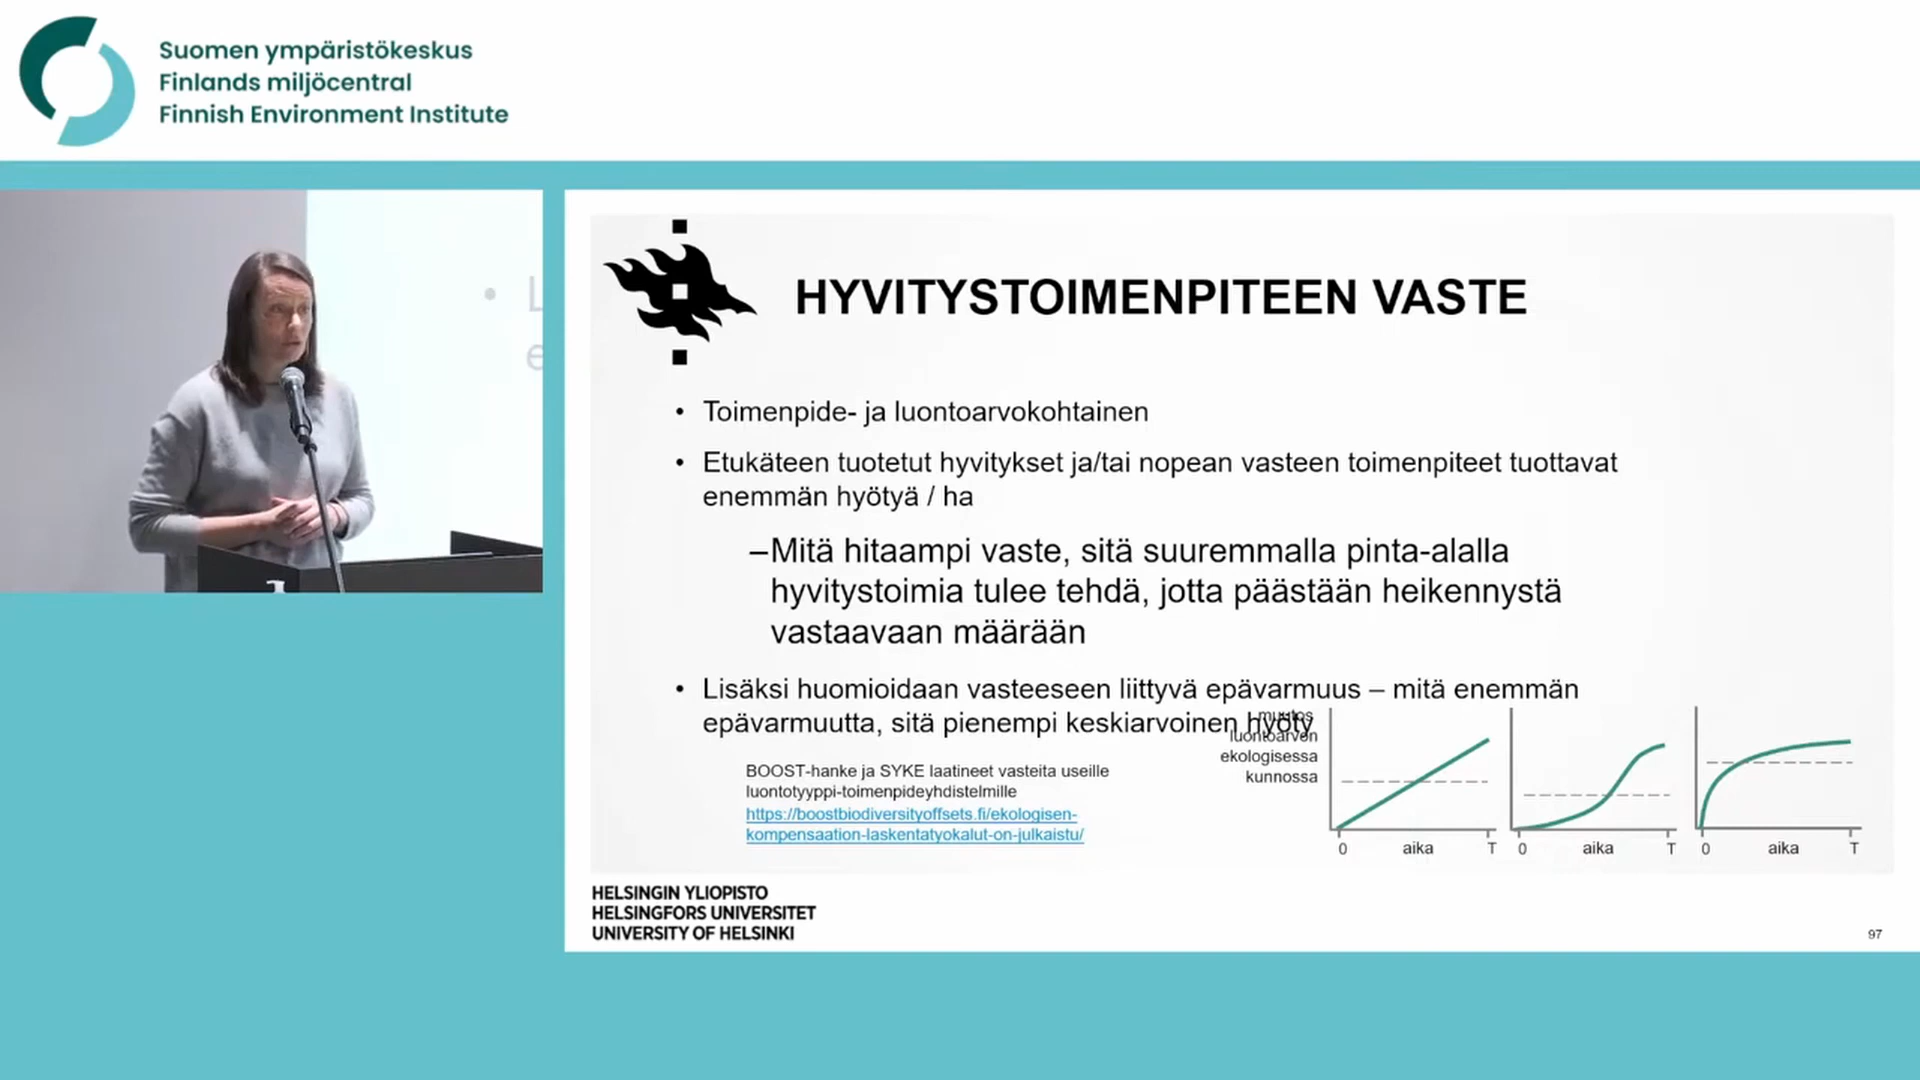 Suomen ympäristökeskus
Finlands miljöcentral
Finnish Environment Institute
HYVITYSTOIMENPITEEN VASTE
• Toimenpide- ja luontoarvokohtainen
• Etukäteen tuotetut hyvitykset ja/tai nopean vasteen toimenpiteet tuottavat
enemmän hyötyä / ha
–Mitä hitaampi vaste, sitä suuremmalla pinta-alalla
hyvitystoimia tulee tehdä, jotta päästään heikennystä
vastaavaan määrään
• Lisäksi huomioidaan vasteeseen liittyvä epävarmuus – mitä enemmän
epävarmuutta, sitä pienempi keskiarvoinen hyöty
BOOST-hanke ja SYKE laatineet vasteita useille
luontotyyppi-toimenpideyhdistelmille
https://boostbiodiversityoffsets.fi/ekologisen-
kompensaation-laskentatyokalut-on-julkaistu/
muutos
luontoarvon
ekologisessa
kunnossa
0 aika T
0 aika T
0 aika T
HELSINGIN YLIOPISTO
HELSINGFORS UNIVERSITET
UNIVERSITY OF HELSINKI
97